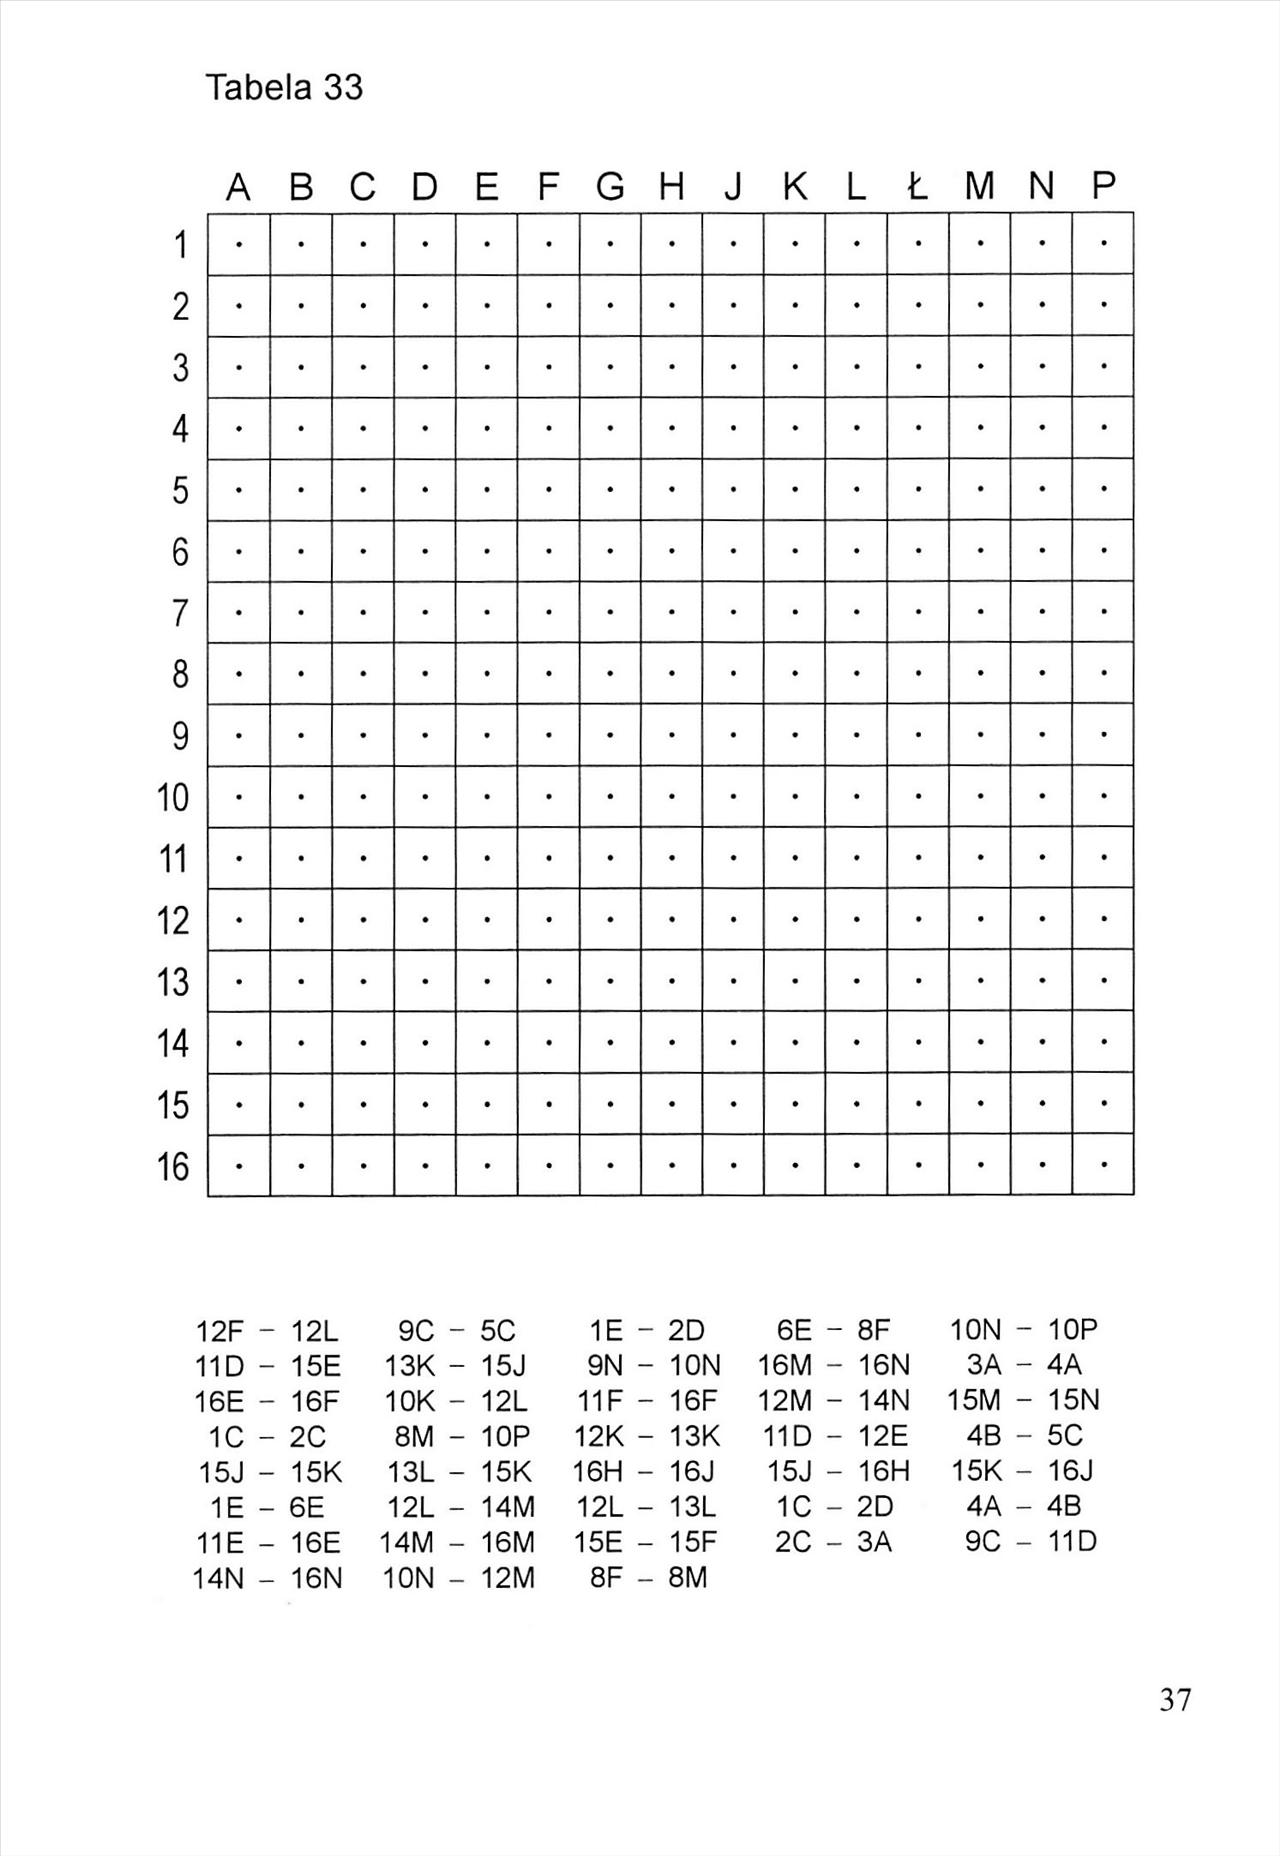 Tabela 33
A B C D E F G H J K L Ł M N P
1
2
3
4
5
6
7
8
9
10
11
12
13
14
15
16
12F – 12L 9C – 5C 1E – 2D 6E – 8F 10N – 10P
11D – 15E 13K – 15J 9N – 10N 16M – 16N 3A – 4A
16E – 16F 10K – 12L 11F – 16F 12M – 14N 15M – 15N
1C – 2C 8M – 10P 12K – 13K 11D – 12E 4B – 5C
15J – 15K 13L – 15K 16H – 16J 15J – 16H 15K – 16J
1E – 6E 12L – 14M 12L – 13L 1C – 2D 4A – 4B
11E – 16E 14M – 16M 15E – 15F 2C – 3A 9C – 11D
14N – 16N 10N – 12M 8F – 8M
37